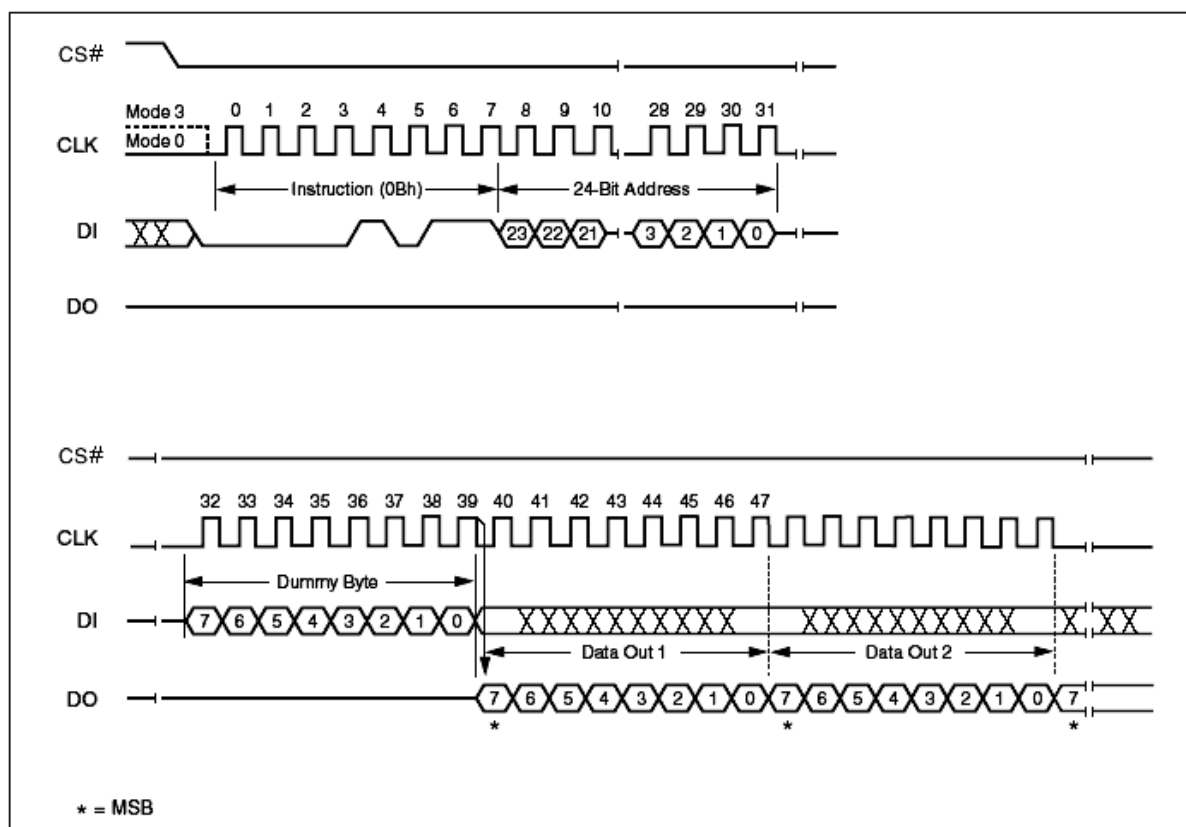 CS#
Mode 3 0 1 2 3 4 5 6 7 8 9 10 28 29 30 31
CLK Mode 0
Instruction (0Bh) 24-Bit Address
DI 23 22 21 3 2 1 0
DO
CS#
32 33 34 35 36 37 38 39 40 41 42 43 44 45 46 47
CLK
Dummy Byte
DI 7 6 5 4 3 2 1 0
Data Out 1 Data Out 2
DO 7 6 5 4 3 2 1 0 7 6 5 4 3 2 1 0 7
* * *
* = MSB